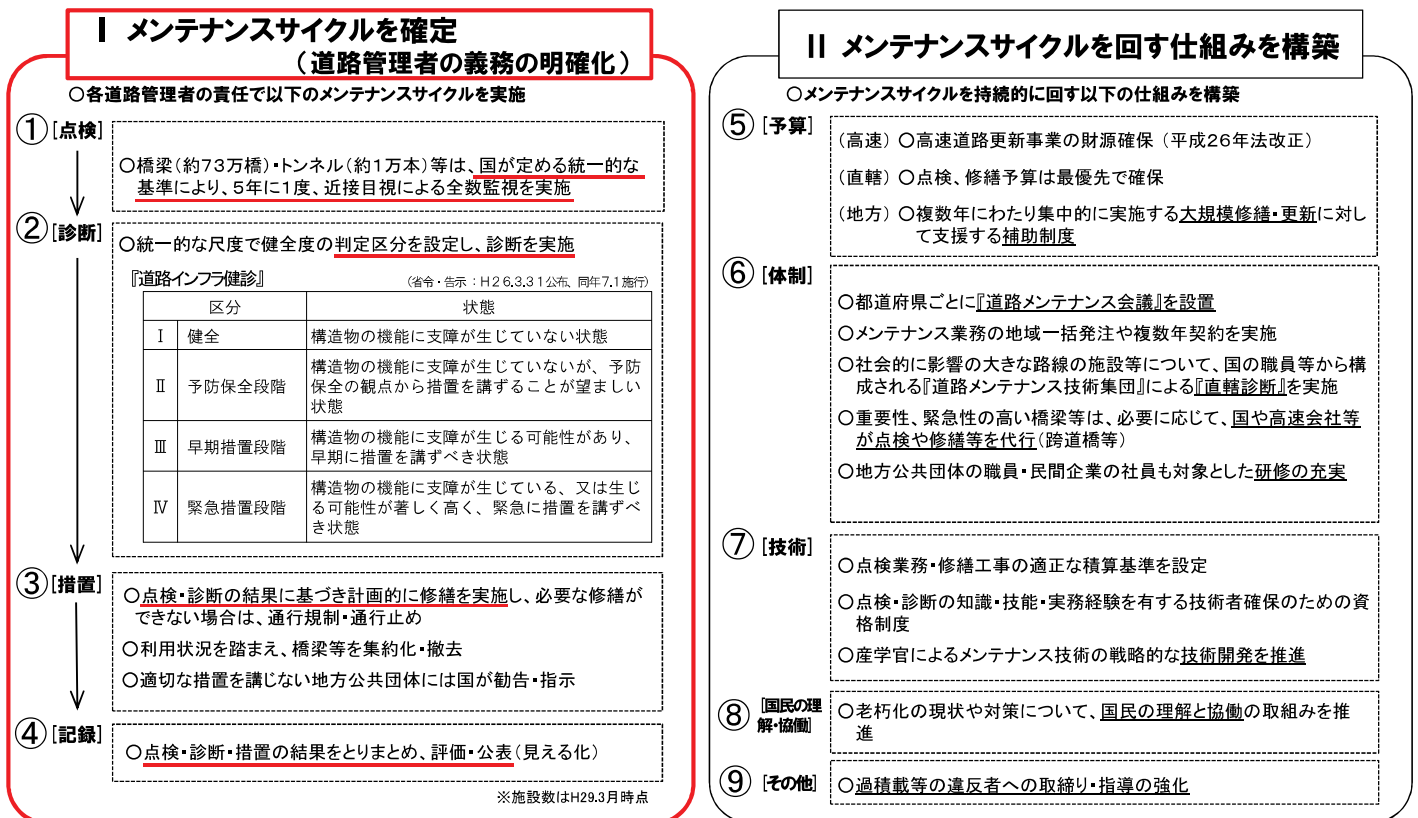 Ⅰ メンテナンスサイクルを確定
（道路管理者の義務の明確化）
○各道路管理者の責任で以下のメンテナンスサイクルを実施
①[点検]
○橋梁（約７３万橋）・トンネル（約１万本）等は、国が定める統一的な
基準により、５年に１度、近接目視による全数監視を実施
②[診断]
○統一的な尺度で健全度の判定区分を設定し、診断を実施
『道路インフラ健診』
（省令・告示：Ｈ２６.３.３１公布、同年７.１施行）
区分 状態
Ⅰ 健全 構造物の機能に支障が生じていない状態
Ⅱ 予防保全段階 構造物の機能に支障が生じていないが、予防
保全の観点から措置を講ずることが望ましい
状態
Ⅲ 早期措置段階 構造物の機能に支障が生じる可能性があり、
早期に措置を講ずべき状態
Ⅳ 緊急措置段階 構造物の機能に支障が生じている、又は生じ
る可能性が著しく高く、緊急に措置を講ずべ
き状態
③[措置]
○点検・診断の結果に基づき計画的に修繕を実施し、必要な修繕が
できない場合は、通行規制・通行止め
○利用状況を踏まえ、橋梁等を集約化・撤去
○適切な措置を講じない地方公共団体には国が勧告・指示
④[記録]
○点検・診断・措置の結果をとりまとめ、評価・公表（見える化）
※施設数はH29.3月時点
Ⅱ メンテナンスサイクルを回す仕組みを構築
○メンテナンスサイクルを持続的に回す以下の仕組みを構築
⑤[予算]
（高速）○高速道路更新事業の財源確保（平成２６年法改正）
（直轄）○点検、修繕予算は最優先で確保
（地方）○複数年にわたり集中的に実施する大規模修繕・更新に対し
て支援する補助制度
⑥[体制]
○都道府県ごとに『道路メンテナンス会議』を設置
○メンテナンス業務の地域一括発注や複数年契約を実施
○社会的に影響の大きな路線の施設等について、国の職員等から構
成される『道路メンテナンス技術集団』による『直轄診断』を実施
○重要性、緊急性の高い橋梁等は、必要に応じて、国や高速会社等
が点検や修繕等を代行（跨道橋等）
○地方公共団体の職員・民間企業の社員も対象とした研修の充実
⑦[技術]
○点検業務・修繕工事の適正な積算基準を設定
○点検・診断の知識・技能・実務経験を有する技術者確保のための資
格制度
○産学官によるメンテナンス技術の戦略的な技術開発を推進
⑧[国民の理
解・協働]
○老朽化の現状や対策について、国民の理解と協働の取組みを推
進
⑨[その他]
○過積載等の違反者への取締り・指導の強化